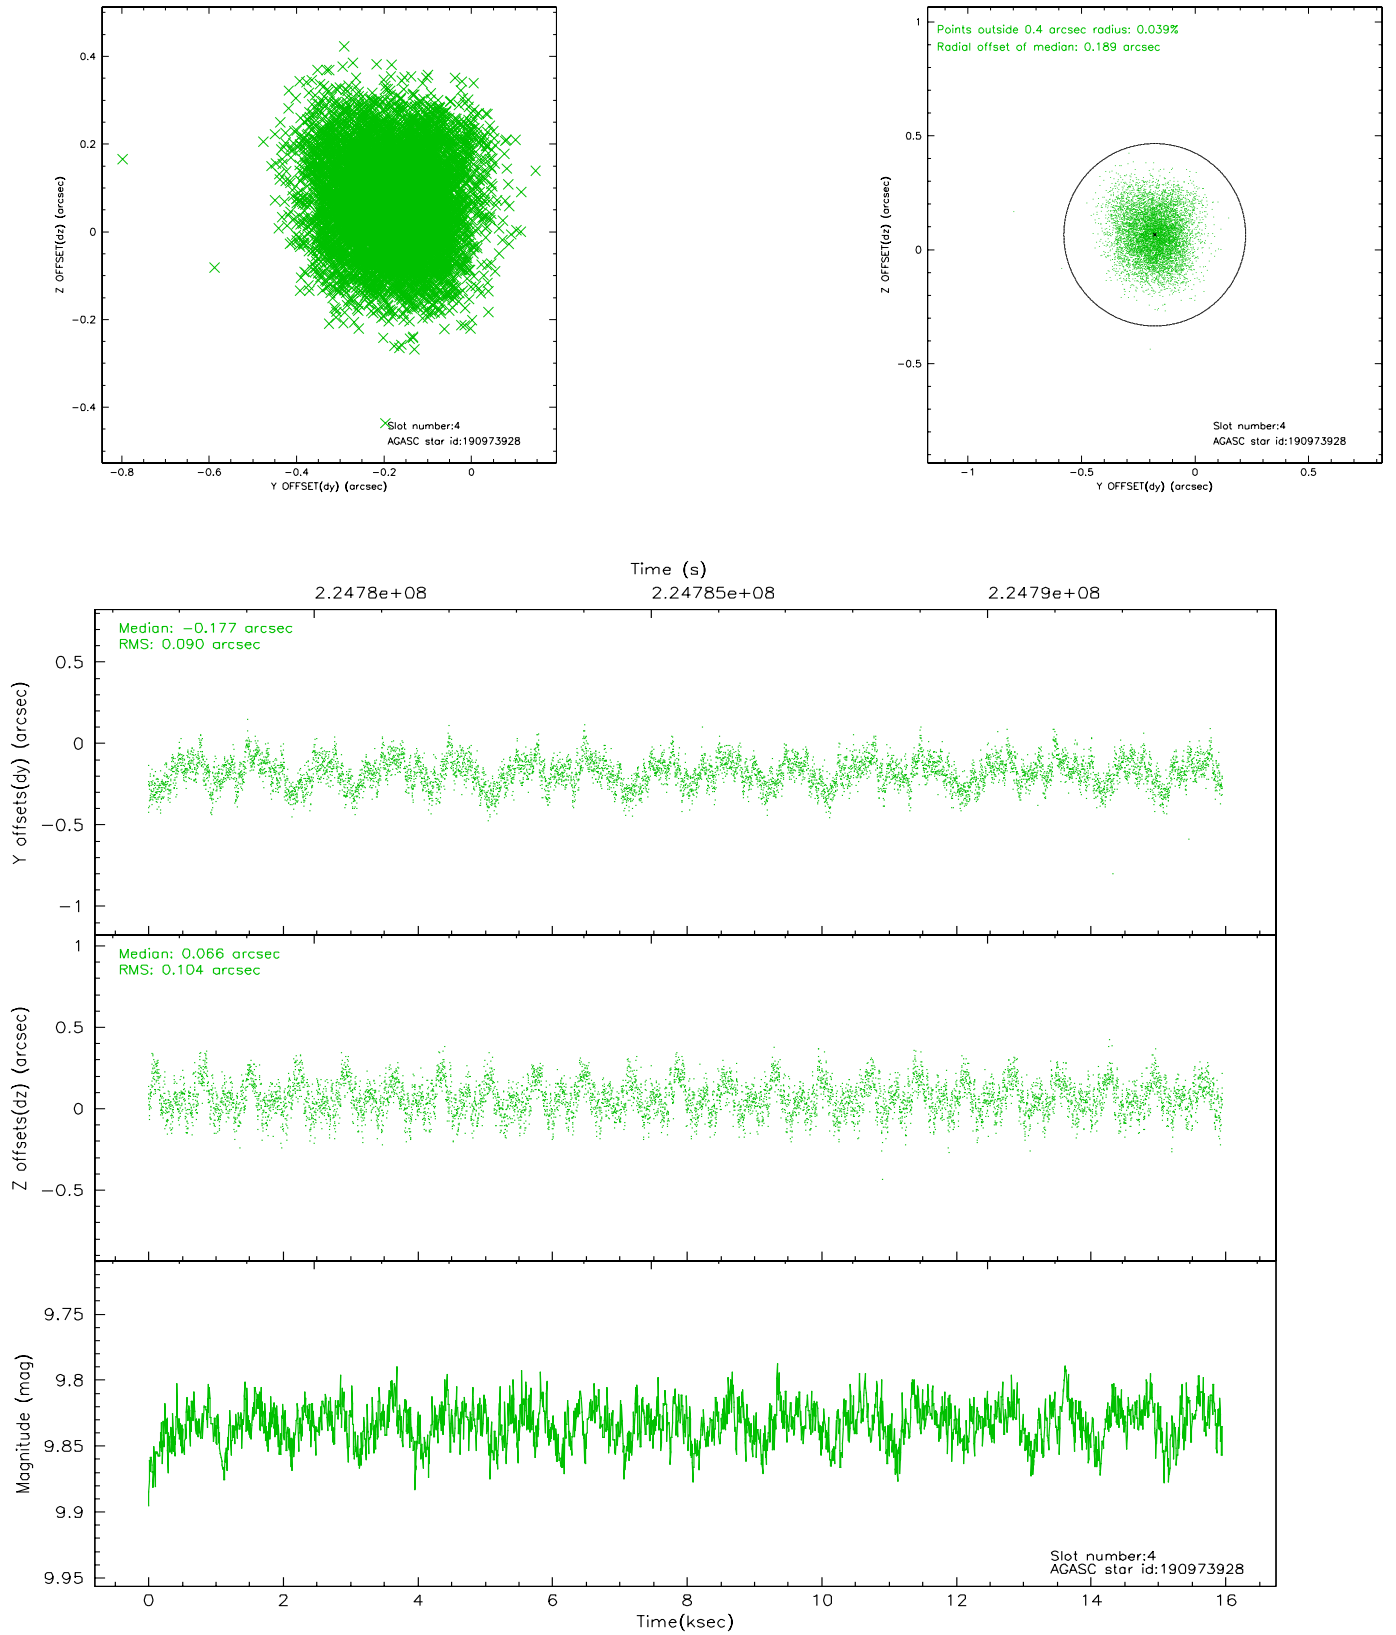 0.4
0.2
0
-0.2
-0.4
Z OFFSET(dz) (arcsec)
-0.8
-0.6
-0.4
-0.2
0
Y OFFSET(dy) (arcsec)
Slot number:4
AGASC star id:190973928
Points outside 0.4 arcsec radius: 0.039%
Radial offset of median: 0.189 arcsec
1
0.5
0
-0.5
Z OFFSET(dz) (arcsec)
-1
-0.5
0
0.5
Y OFFSET(dy) (arcsec)
Slot number:4
AGASC star id:190973928
Time (s)
2.2478e+08
2.24785e+08
2.2479e+08
Median: -0.177 arcsec
RMS: 0.090 arcsec
0.5
0
-0.5
-1
Y offsets(dy) (arcsec)
Median: 0.066 arcsec
RMS: 0.104 arcsec
1
0.5
0
-0.5
Z offsets(dz) (arcsec)
9.75
9.8
9.85
9.9
9.95
Magnitude (mag)
Slot number:4
AGASC star id:190973928
0
2
4
6
8
10
12
14
16
Time(ksec)